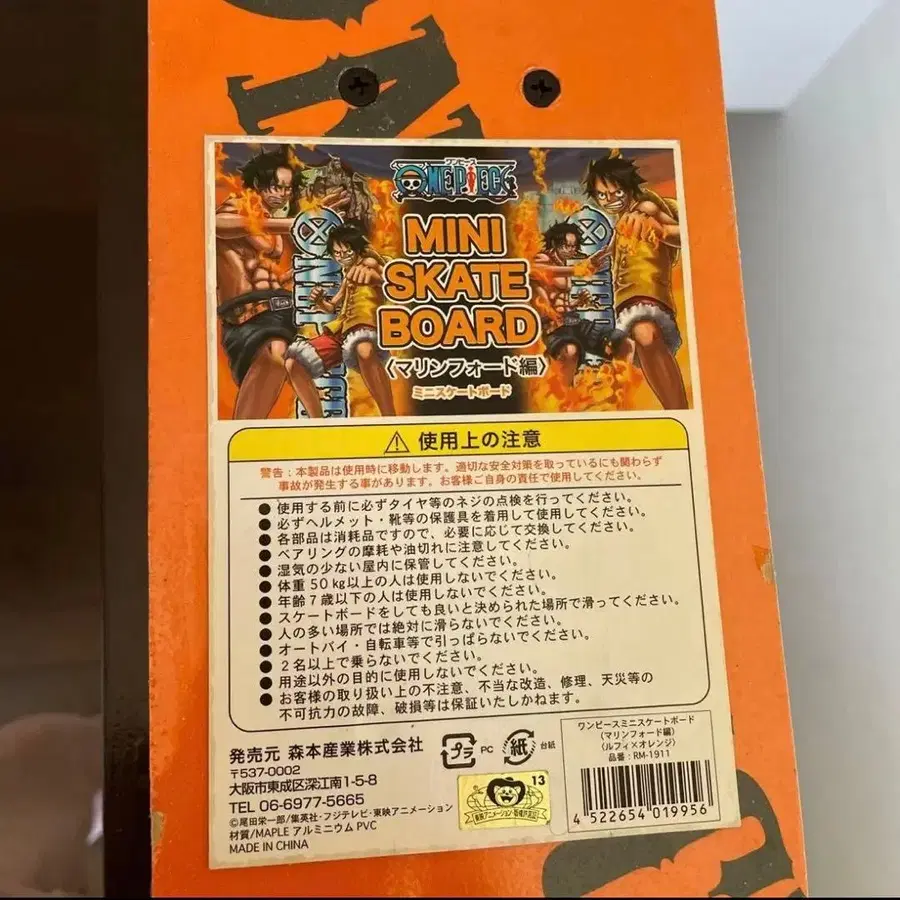 ワンピース
ONE PIECE
MINI
SKATE
BOARD
〈マリンフォード編〉
ミニスケートボード
使用上の注意
警告：本製品は使用時に移動します。適切な安全対策を取っているにも関わらず
事故が発生する事があります。お客様ご自身の責任で使用してください。
●使用する前に必ずタイヤ等のネジの点検を行ってください。
●必ずヘルメット・靴等の保護具を着用して使用してください。
●各部品は消耗品ですので、必要に応じて交換してください。
●ベアリングの摩耗や油切れに注意してください。
●湿気の少ない屋内に保管してください。
●体重50kg以上の人は使用しないでください。
●年齢7歳以下の人は使用しないでください。
●スケートボードをしても良いと決められた場所で滑ってください。
●人の多い場所では絶対に滑らないでください。
●オートバイ・自転車等で引っぱらないでください。
●2名以上で乗らないでください。
●用途以外の目的に使用しないでください。
●お客様の取り扱い上の不注意、不当な改造、修理、天災等の
不可抗力の故障、破損等は保証いたしかねます。
発売元 森本産業株式会社
〒537-0002
大阪市東成区深江南1-5-8
TEL 06-6977-5665
©尾田栄一郎/集英社・フジテレビ・東映アニメーション
材質/MAPLE アルミニウム PVC
MADE IN CHINA
プラ PC
紙 台紙
13
東映アニメーション
ワンピースミニスケートボード
(マリンフォード編)
(ルフィ×オレンジ)
品番：RM-1911
4 522654 019956